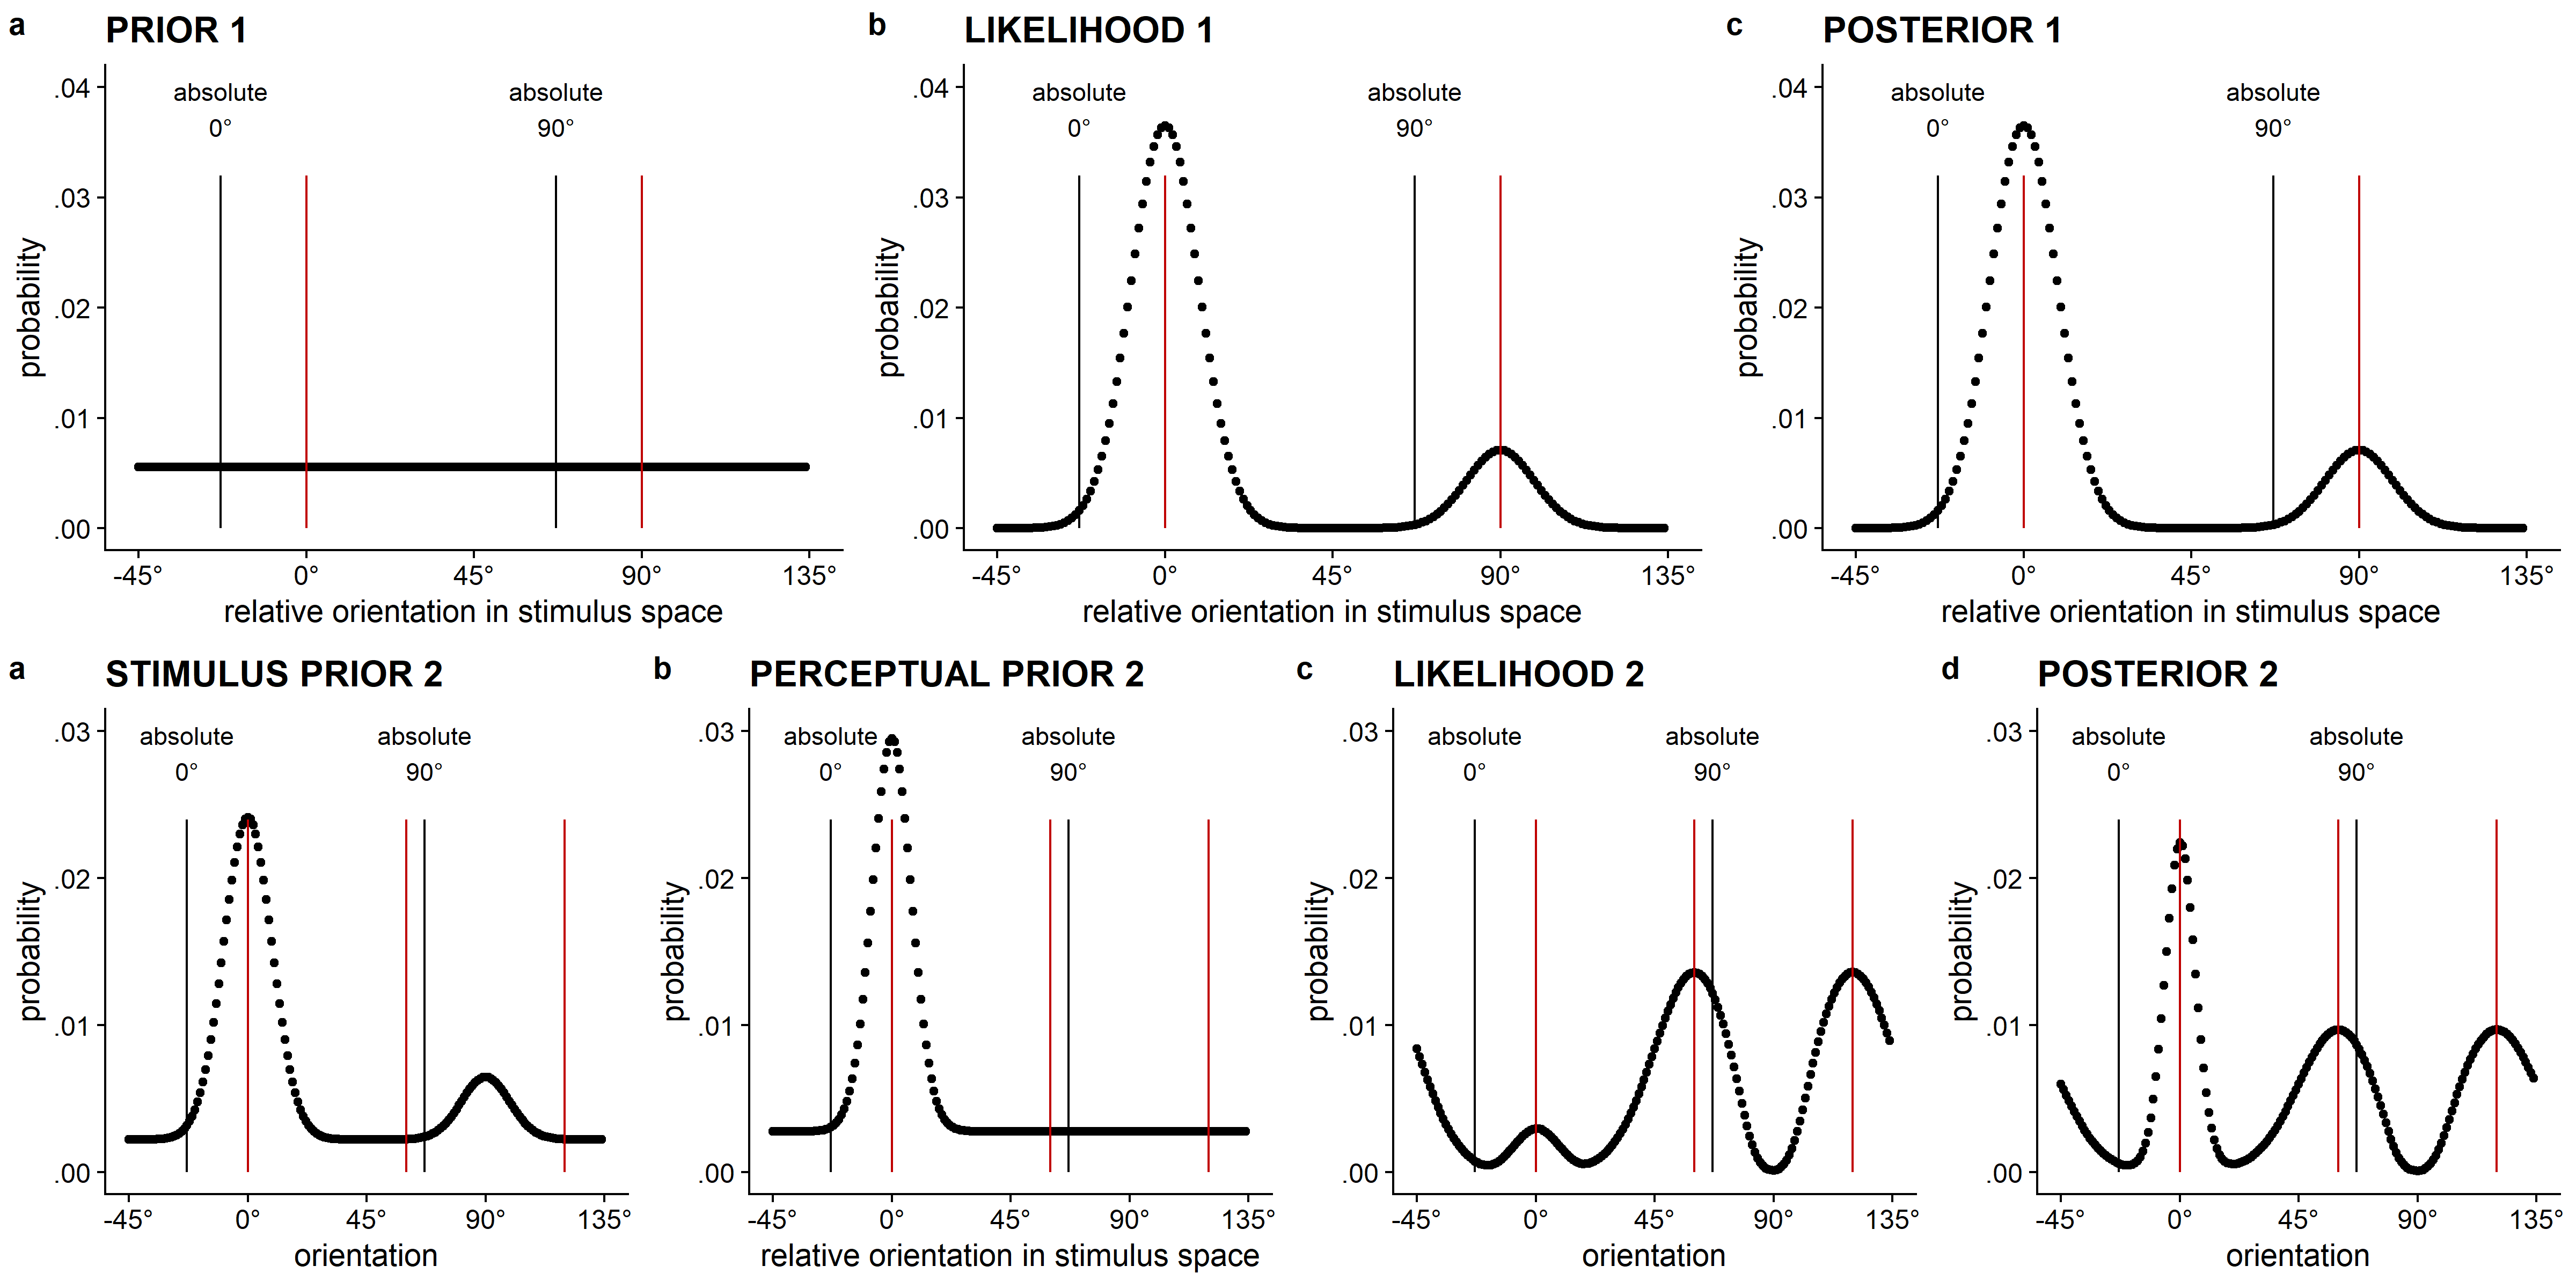 a PRIOR 1
.04
.03
.02
.01
.00
probability
absolute
0°
absolute
90°
-45° 0° 45° 90° 135°
relative orientation in stimulus space
b LIKELIHOOD 1
.04
.03
.02
.01
.00
probability
absolute
0°
absolute
90°
-45° 0° 45° 90° 135°
relative orientation in stimulus space
c POSTERIOR 1
.04
.03
.02
.01
.00
probability
absolute
0°
absolute
90°
-45° 0° 45° 90° 135°
relative orientation in stimulus space
a STIMULUS PRIOR 2
.03
.02
.01
.00
probability
absolute
0°
absolute
90°
-45° 0° 45° 90° 135°
orientation
b PERCEPTUAL PRIOR 2
.03
.02
.01
.00
probability
absolute
0°
absolute
90°
-45° 0° 45° 90° 135°
relative orientation in stimulus space
c LIKELIHOOD 2
.03
.02
.01
.00
probability
absolute
0°
absolute
90°
-45° 0° 45° 90° 135°
orientation
d POSTERIOR 2
.03
.02
.01
.00
probability
absolute
0°
absolute
90°
-45° 0° 45° 90° 135°
orientation